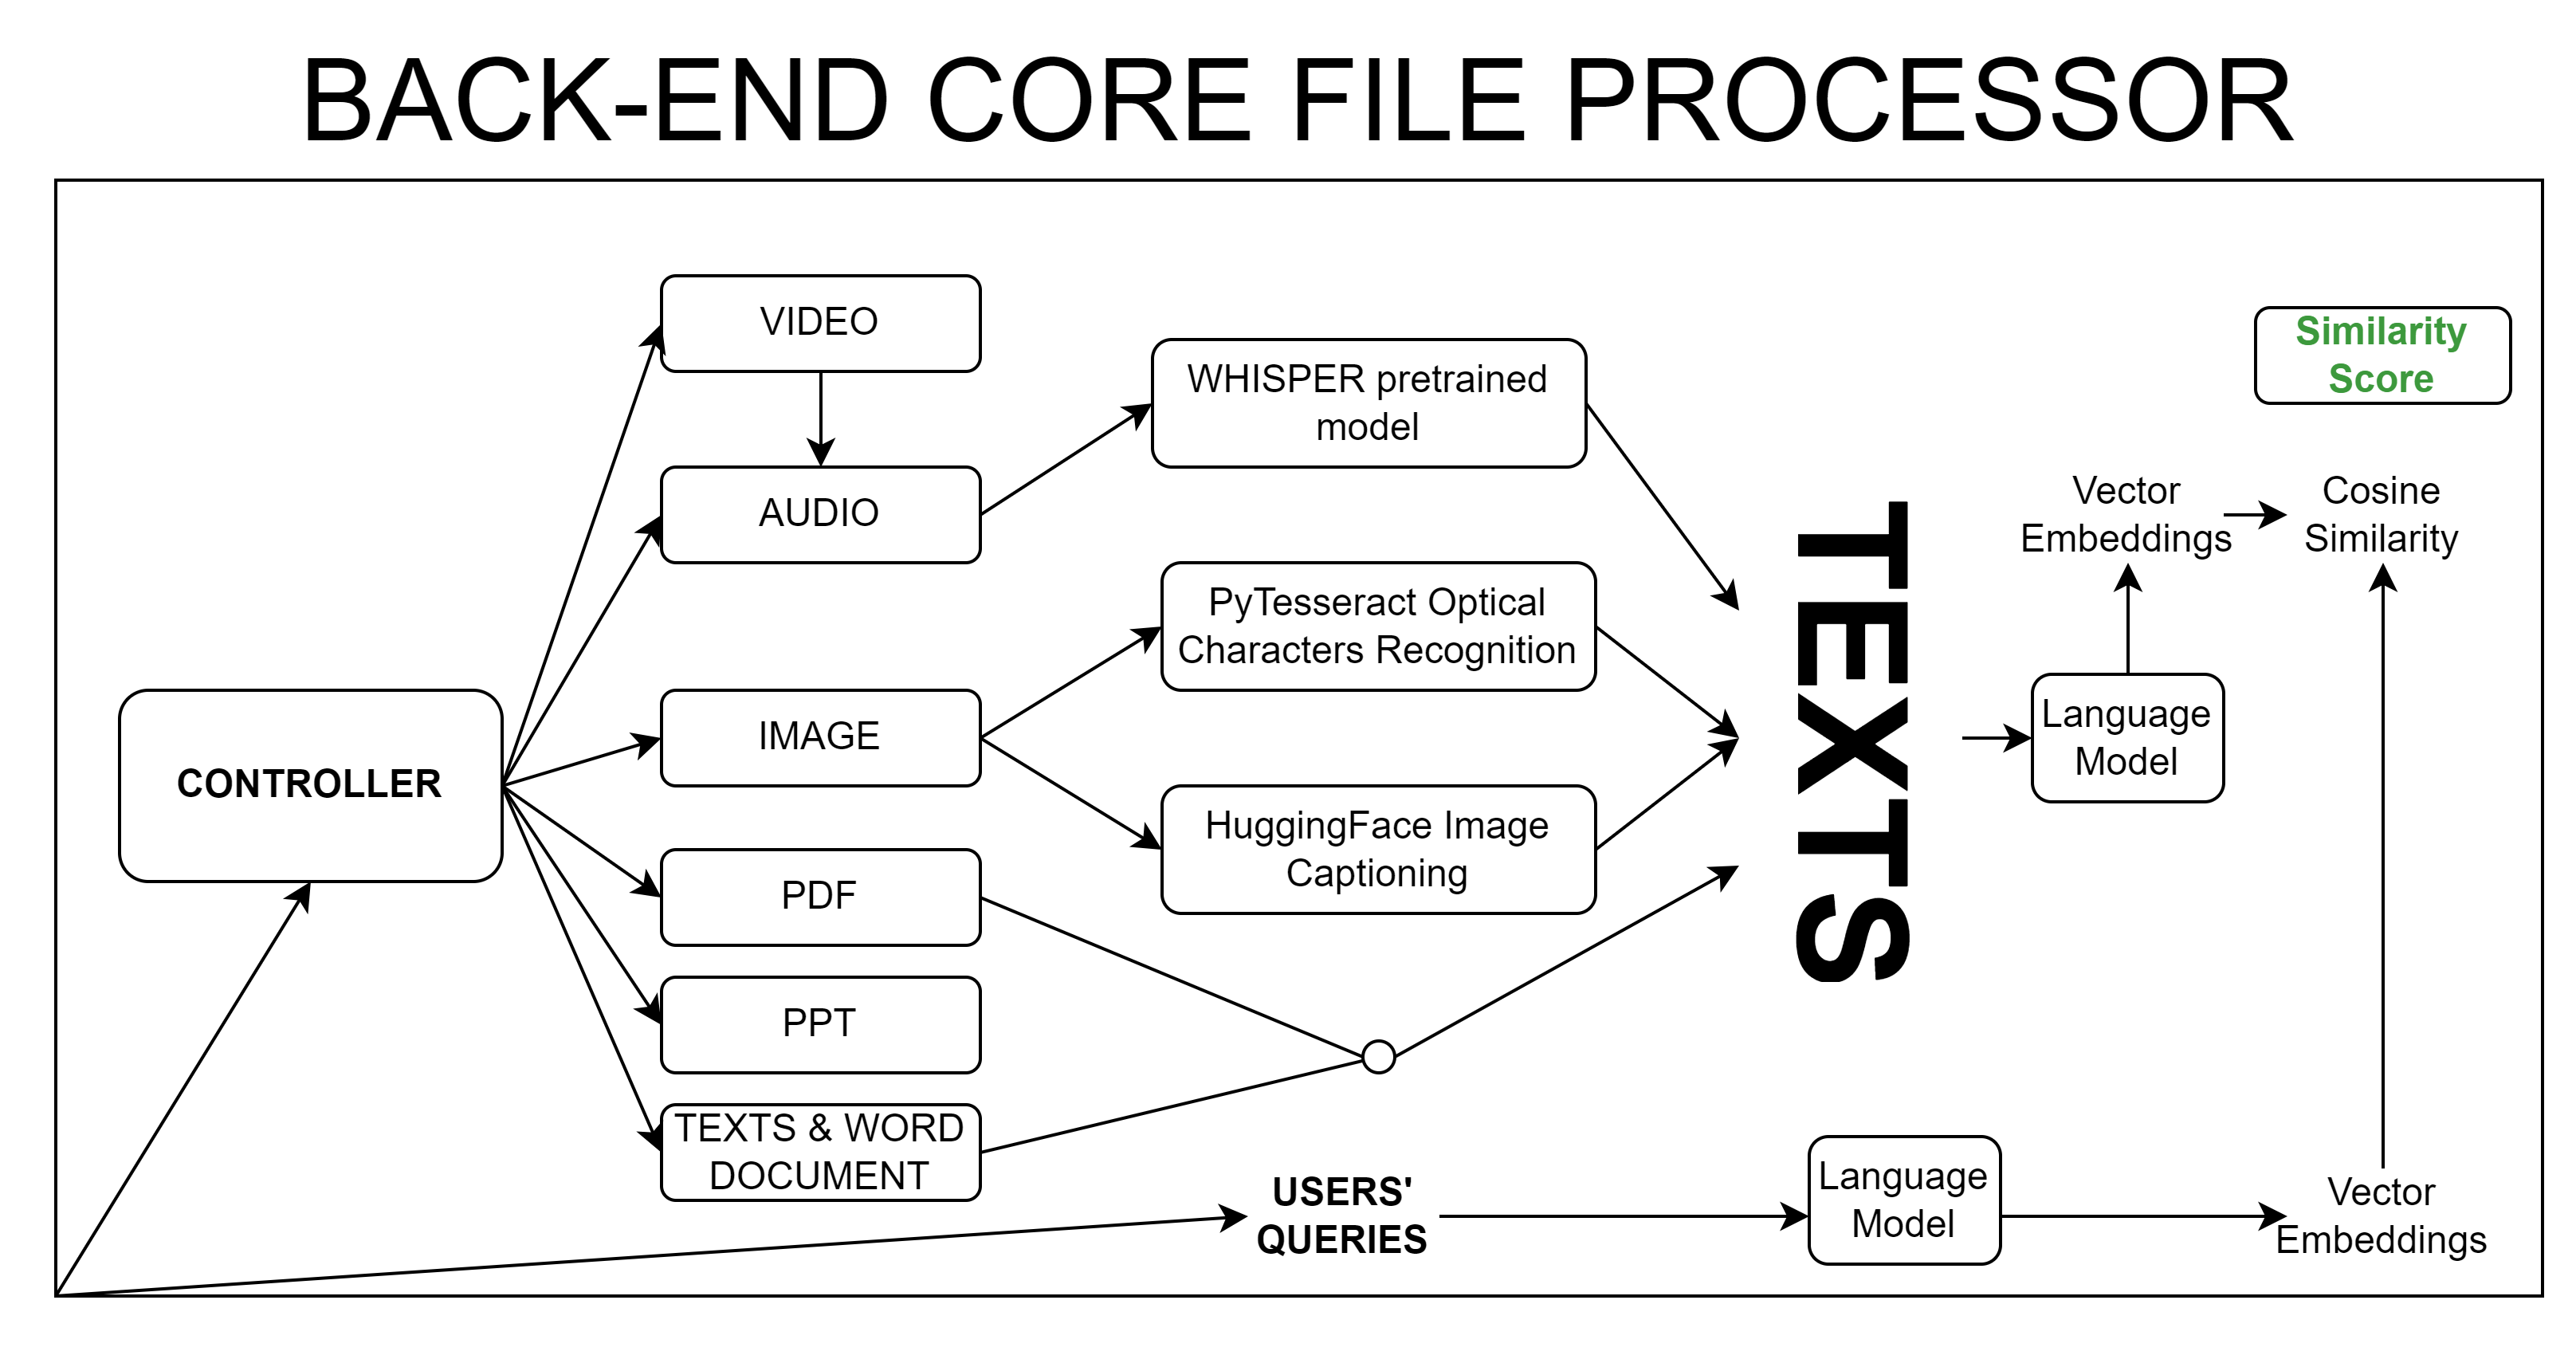 BACK-END CORE FILE PROCESSOR
VIDEO
AUDIO
IMAGE
CONTROLLER
PDF
PPT
TEXTS & WORD
DOCUMENT
WHISPER pretrained
model
PyTesseract Optical
Characters Recognition
HuggingFace Image
Captioning
TEXTS
Language
Model
Vector
Embeddings
Cosine
Similarity
Similarity
Score
USERS'
QUERIES
Language
Model
Vector
Embeddings